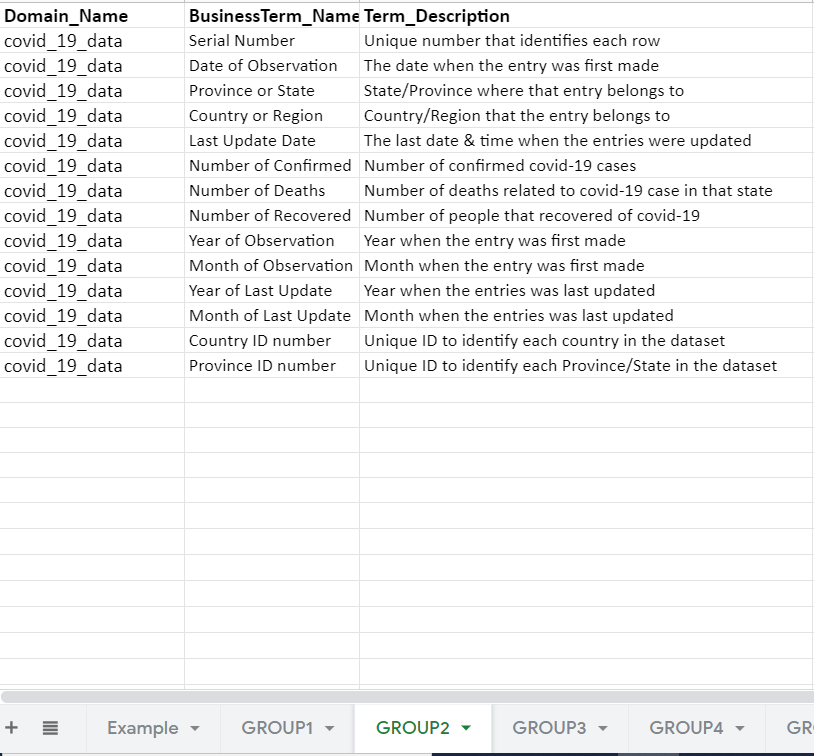 Domain_Name BusinessTerm_Name Term_Description
covid_19_data Serial Number Unique number that identifies each row
covid_19_data Date of Observation The date when the entry was first made
covid_19_data Province or State State/Province where that entry belongs to
covid_19_data Country or Region Country/Region that the entry belongs to
covid_19_data Last Update Date The last date & time when the entries were updated
covid_19_data Number of Confirmed Number of confirmed covid-19 cases
covid_19_data Number of Deaths Number of deaths related to covid-19 case in that state
covid_19_data Number of Recovered Number of people that recovered of covid-19
covid_19_data Year of Observation Year when the entry was first made
covid_19_data Month of Observation Month when the entry was first made
covid_19_data Year of Last Update Year when the entries was last updated
covid_19_data Month of Last Update Month when the entries was last updated
covid_19_data Country ID number Unique ID to identify each country in the dataset
covid_19_data Province ID number Unique ID to identify each Province/State in the dataset
+ Example GROUP1 GROUP2 GROUP3 GROUP4 GR